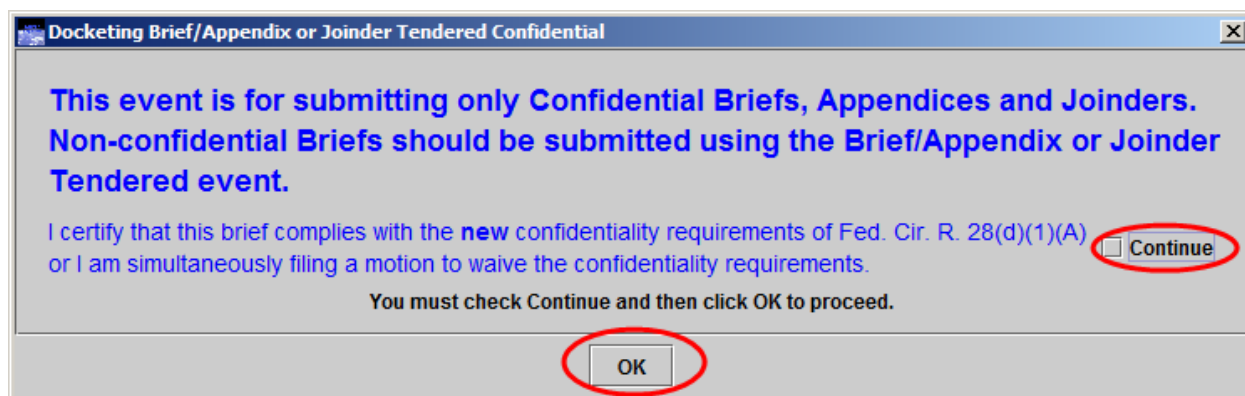 Docketing Brief/Appendix or Joinder Tendered Confidential
This event is for submitting only Confidential Briefs, Appendices and Joinders.
Non-confidential Briefs should be submitted using the Brief/Appendix or Joinder
Tendered event.
I certify that this brief complies with the new confidentiality requirements of Fed. Cir. R. 28(d)(1)(A)
or I am simultaneously filing a motion to waive the confidentiality requirements.
Continue
You must check Continue and then click OK to proceed.
OK